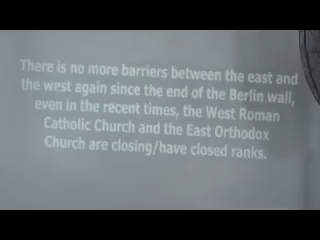 There is no more barriers between the east and
the west again since the end of the Berlin wall,
even in the recent times, the West Roman
Catholic Church and the East Orthodox
Church are closing/have closed ranks.